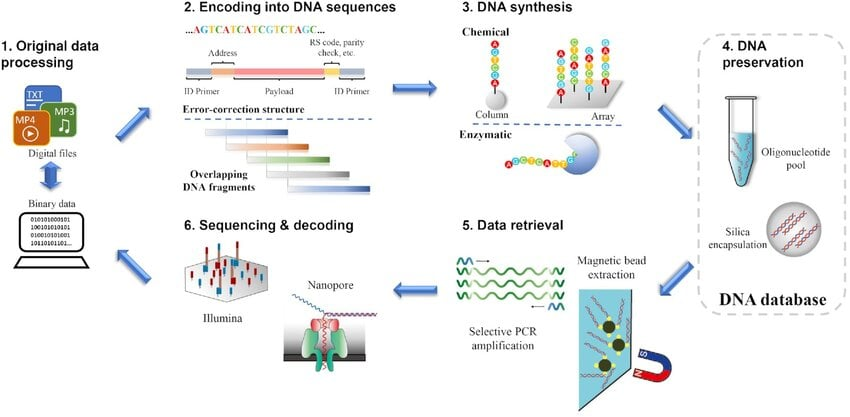 1. Original data
processing
TXT
MP3
MP4
Digital files
Binary data
010101000101
100101010101
010010101001
10110101101...
2. Encoding into DNA sequences
...AGTCATCATCGTCTAGC...
Address
RS code, parity
check, etc.
ID Primer
Payload
ID Primer
Error-correction structure
Overlapping
DNA fragments
3. DNA synthesis
Chemical
Column
Array
Enzymatic
AGCTCATTGC
4. DNA
preservation
Oligonucleotide
pool
Silica
encapsulation
DNA database
5. Data retrieval
Magnetic bead
extraction
Selective PCR
amplification
N S
6. Sequencing & decoding
Illumina
Nanopore